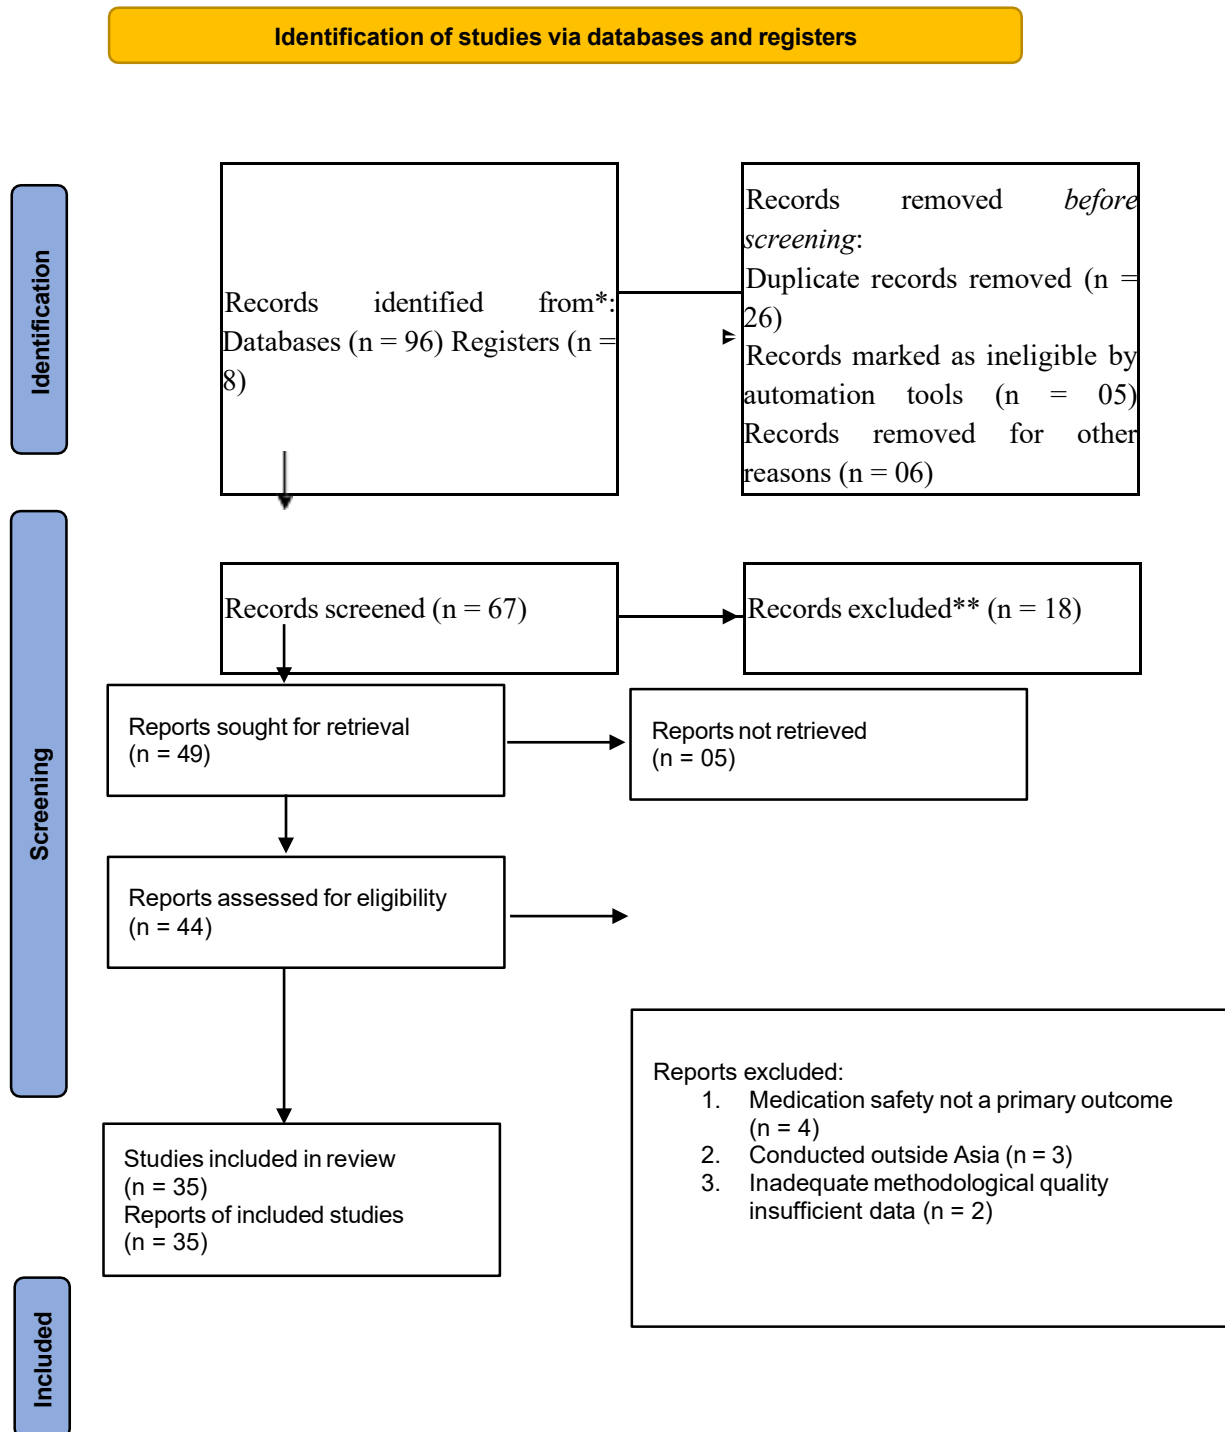 Identification of studies via databases and registers
Identification
Records identified from*:
Databases (n = 96) Registers (n =
8)
Records removed before
screening:
Duplicate records removed (n =
26)
Records marked as ineligible by
automation tools (n = 05)
Records removed for other
reasons (n = 06)
Screening
Records screened (n = 67)
Records excluded** (n = 18)
Reports sought for retrieval
(n = 49)
Reports not retrieved
(n = 05)
Reports assessed for eligibility
(n = 44)
Reports excluded:
1. Medication safety not a primary outcome
(n = 4)
2. Conducted outside Asia (n = 3)
3. Inadequate methodological quality
insufficient data (n = 2)
Included
Studies included in review
(n = 35)
Reports of included studies
(n = 35)